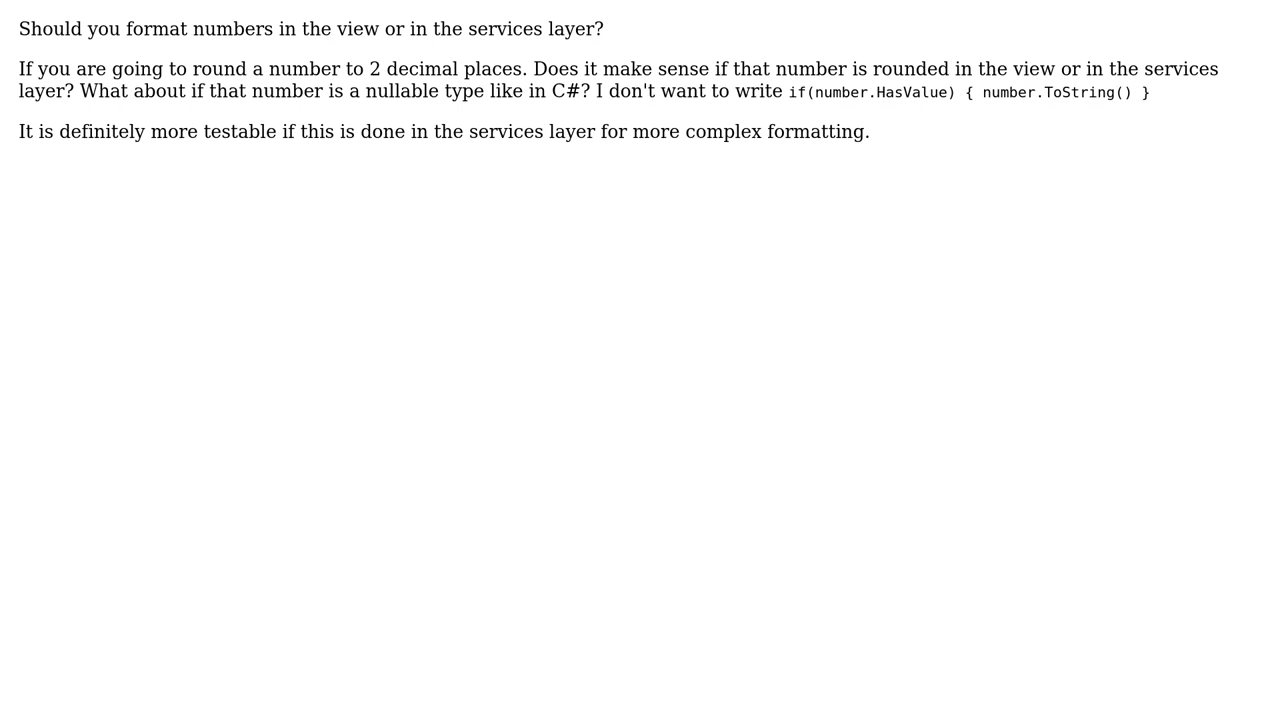 Should you format numbers in the view or in the services layer?
If you are going to round a number to 2 decimal places. Does it make sense if that number is rounded in the view or in the services
layer? What about if that number is a nullable type like in C#? I don't want to write if(number.HasValue) { number.ToString() }
It is definitely more testable if this is done in the services layer for more complex formatting.